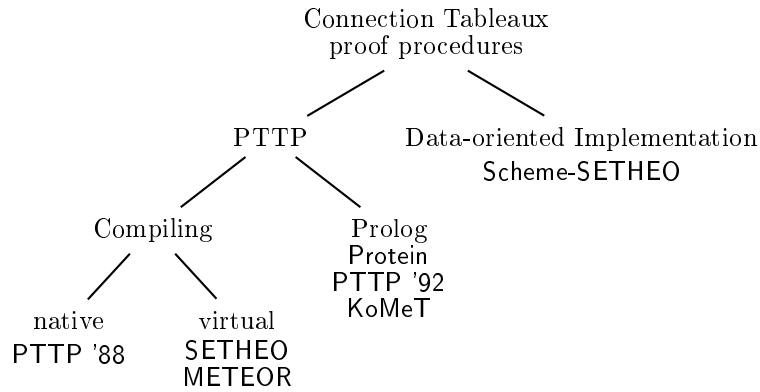 Connection Tableaux
proof procedures
PTTP
Data-oriented Implementation
Scheme-SETHEO
Compiling
Prolog
Protein
PTTP '92
KoMeT
native
PTTP '88
virtual
SETHEO
METEOR